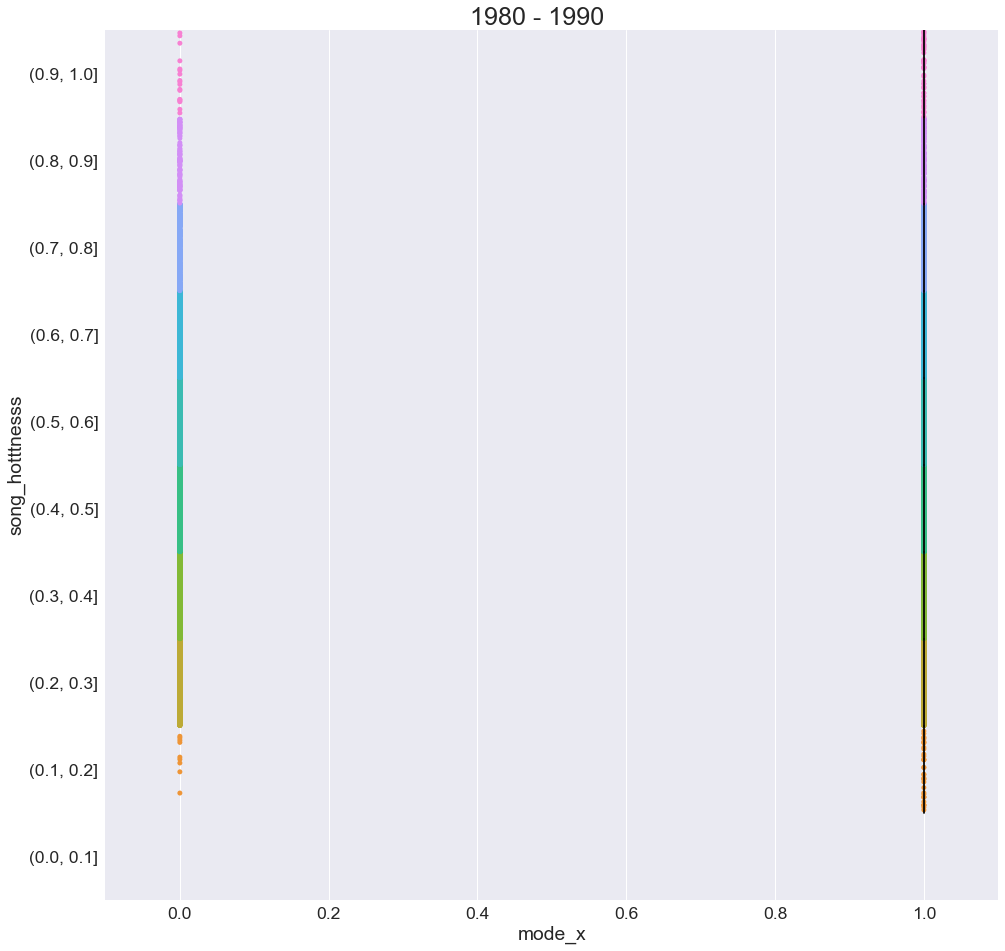 1980 - 1990
song_hotttnesss
(0.9, 1.0]
(0.8, 0.9]
(0.7, 0.8]
(0.6, 0.7]
(0.5, 0.6]
(0.4, 0.5]
(0.3, 0.4]
(0.2, 0.3]
(0.1, 0.2]
(0.0, 0.1]
0.0 0.2 0.4 0.6 0.8 1.0
mode_x